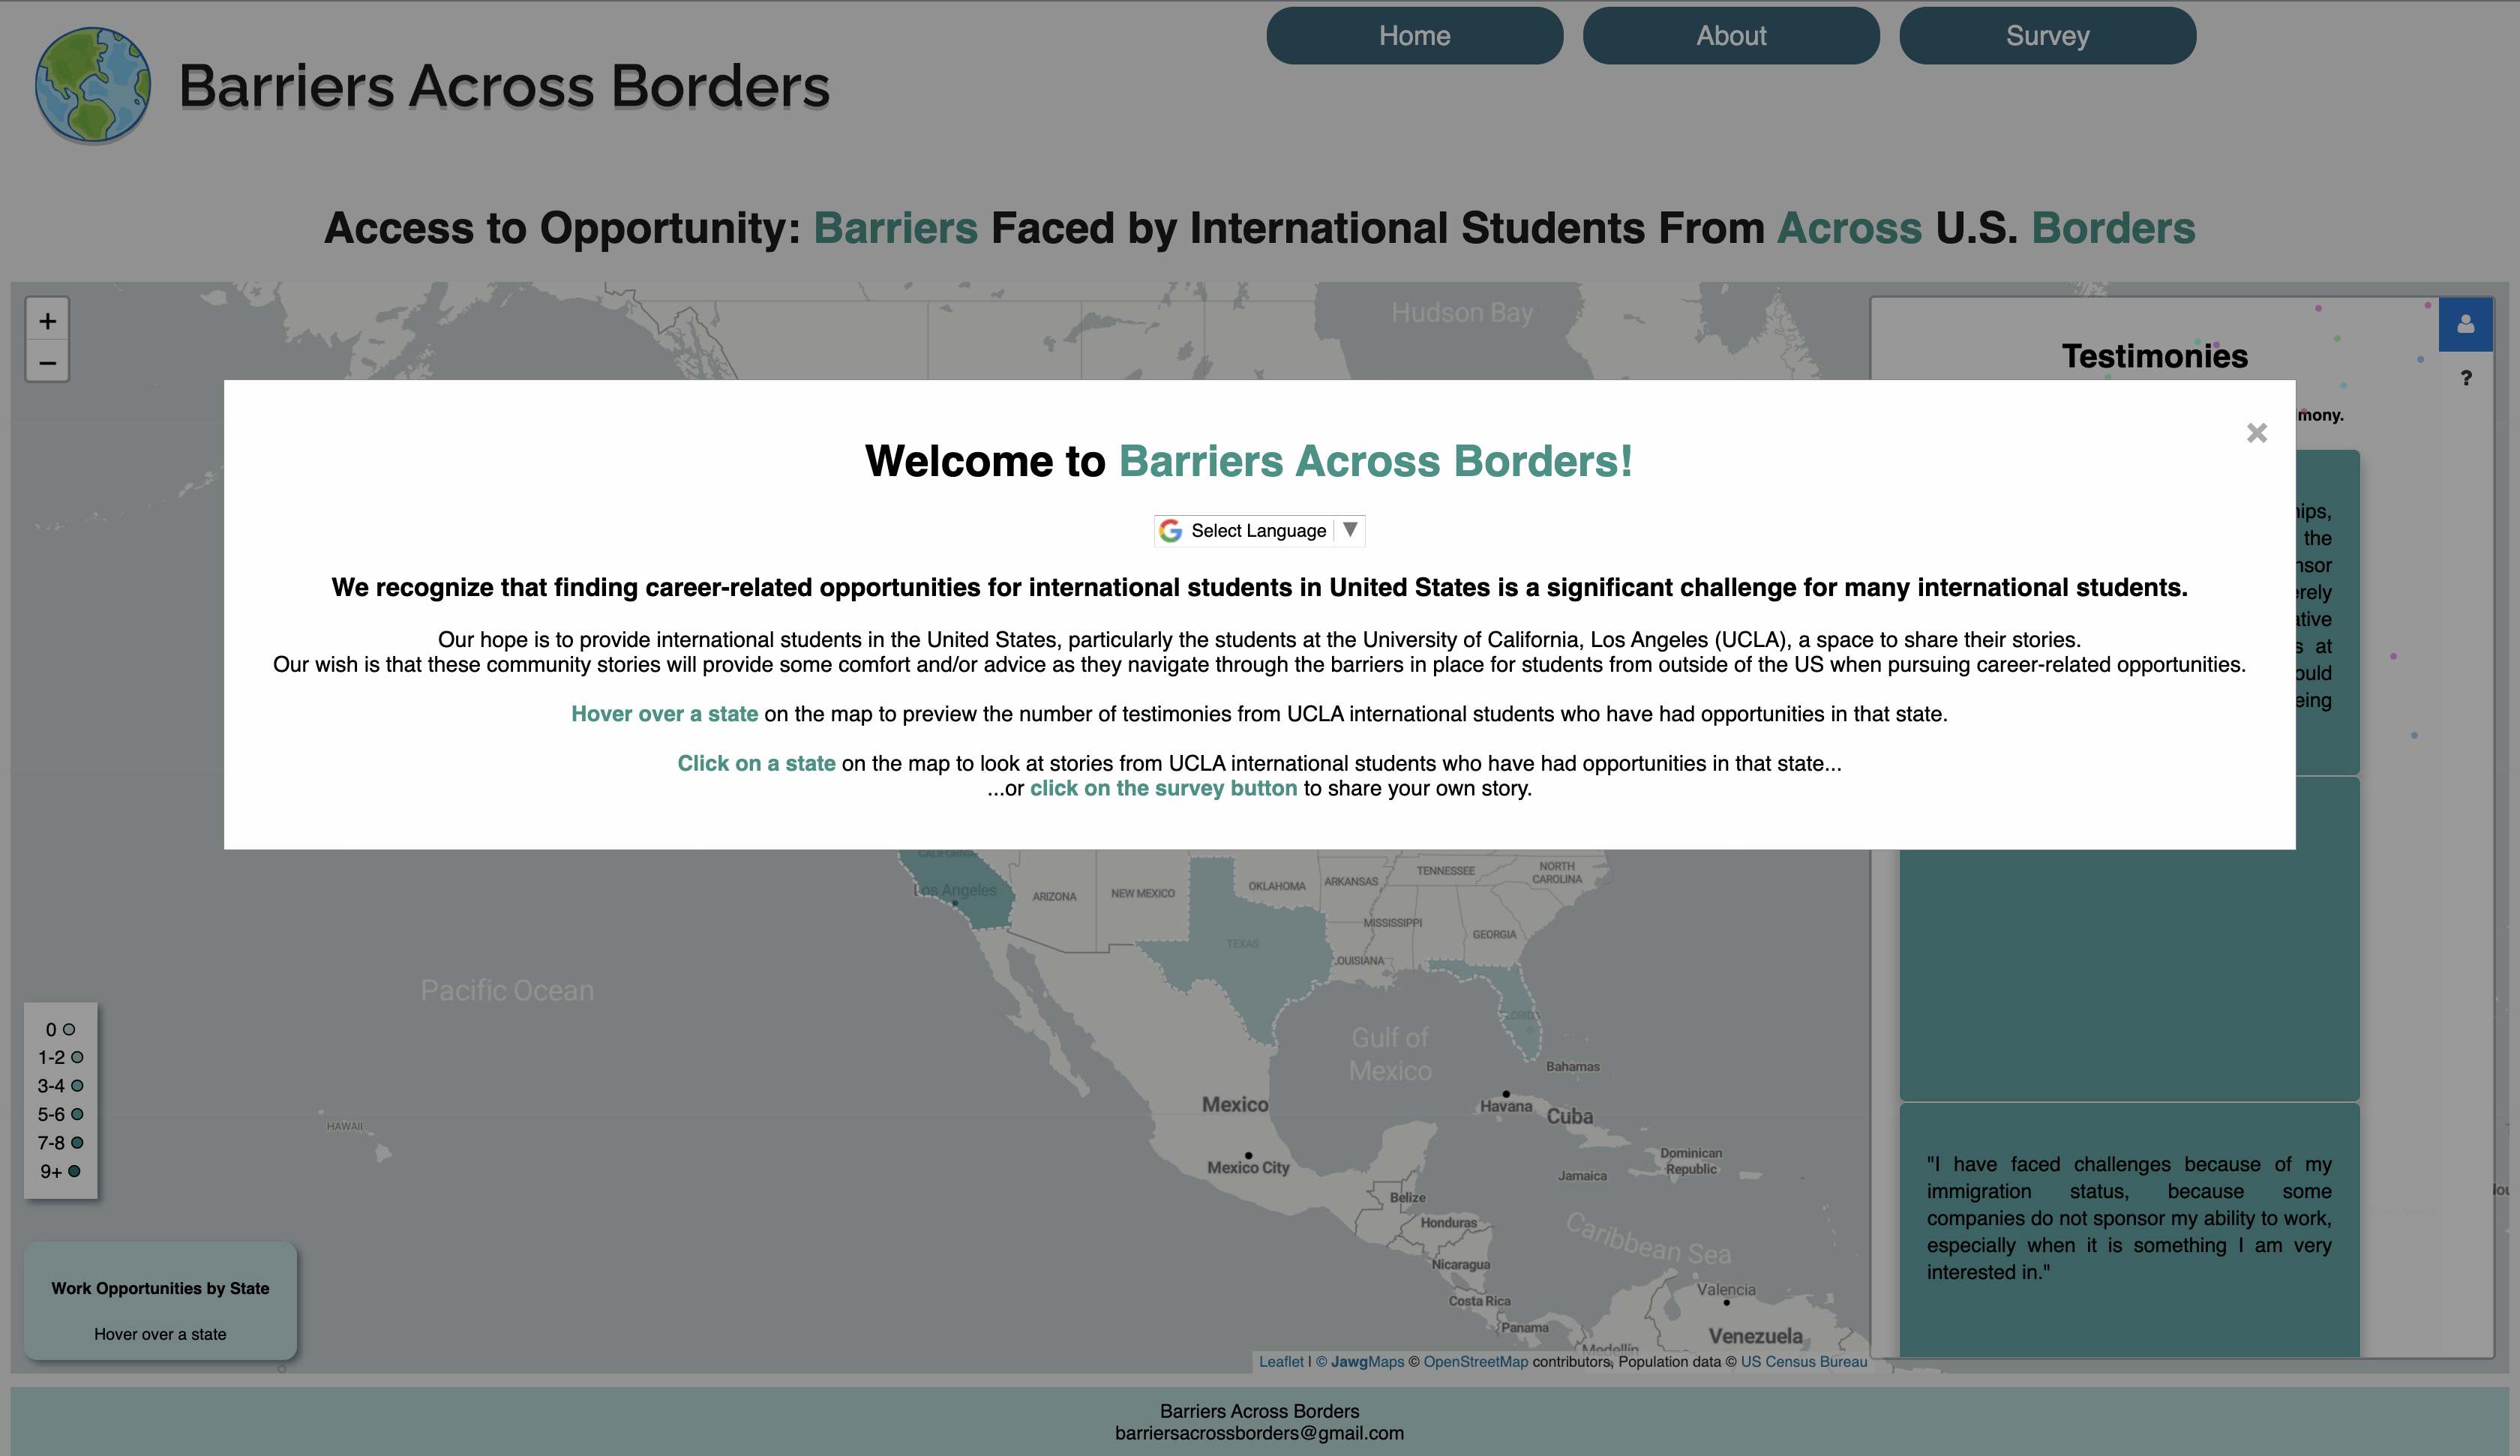 Home
About
Survey
Barriers Across Borders
Access to Opportunity: Barriers Faced by International Students From Across U.S. Borders
+
−
Hudson Bay
Testimonies
?
mony.
×
Welcome to Barriers Across Borders!
G Select Language ▼
We recognize that finding career-related opportunities for international students in United States is a significant challenge for many international students.
Our hope is to provide international students in the United States, particularly the students at the University of California, Los Angeles (UCLA), a space to share their stories.
Our wish is that these community stories will provide some comfort and/or advice as they navigate through the barriers in place for students from outside of the US when pursuing career-related opportunities.
Hover over a state on the map to preview the number of testimonies from UCLA international students who have had opportunities in that state.
Click on a state on the map to look at stories from UCLA international students who have had opportunities in that state...
...or click on the survey button to share your own story.
hips,
the
nsor
erely
ative
s at
ould
eing
CALIFORNIA
Los Angeles
ARIZONA
NEW MEXICO
OKLAHOMA
ARKANSAS
TENNESSEE
NORTH
CAROLINA
MISSISSIPPI
GEORGIA
TEXAS
LOUISIANA
FLORIDA
Pacific Ocean
Gulf of
Mexico
Bahamas
Mexico
Havana
Cuba
HAWAII
Mexico City
Dominican
Republic
Jamaica
Belize
Honduras
Caribbean Sea
Nicaragua
Costa Rica
Valencia
Panama
Venezuela
Medellín
0
1-2
3-4
5-6
7-8
9+
Work Opportunities by State
Hover over a state
"I have faced challenges because of my
immigration status, because some
companies do not sponsor my ability to work,
especially when it is something I am very
interested in."
Leaflet | © JawgMaps © OpenStreetMap contributors, Population data © US Census Bureau
Barriers Across Borders
barriersacrossborders@gmail.com